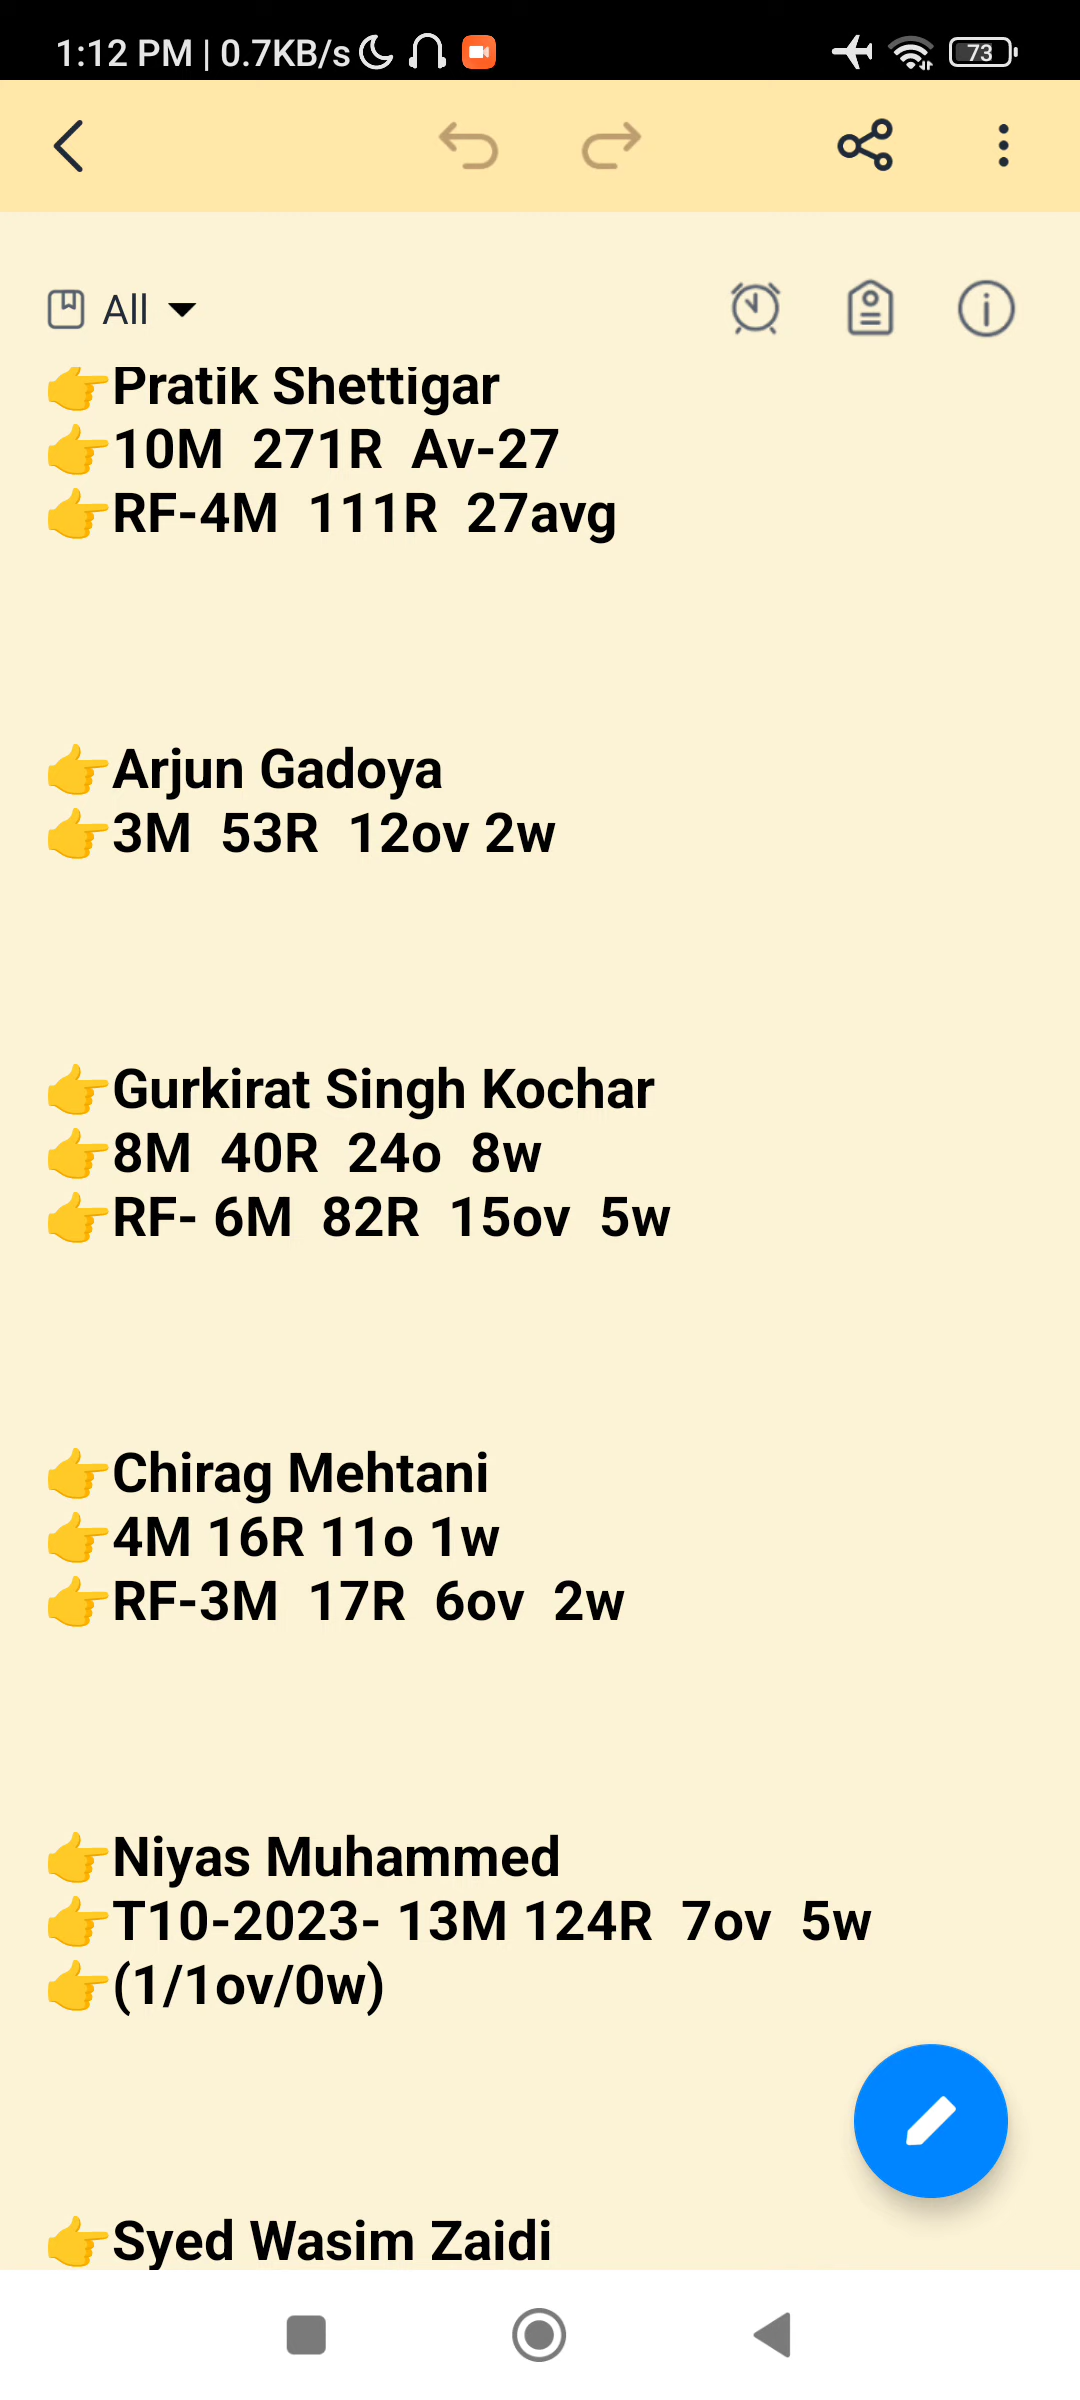 1:12 PM | 0.7KB/s 73
All
👉Pratik Shettigar
👉10M 271R Av-27
👉RF-4M 111R 27avg
👉Arjun Gadoya
👉3M 53R 12ov 2w
👉Gurkirat Singh Kochar
👉8M 40R 24o 8w
👉RF- 6M 82R 15ov 5w
👉Chirag Mehtani
👉4M 16R 11o 1w
👉RF-3M 17R 6ov 2w
👉Niyas Muhammed
👉T10-2023- 13M 124R 7ov 5w
👉(1/1ov/0w)
👉Syed Wasim Zaidi